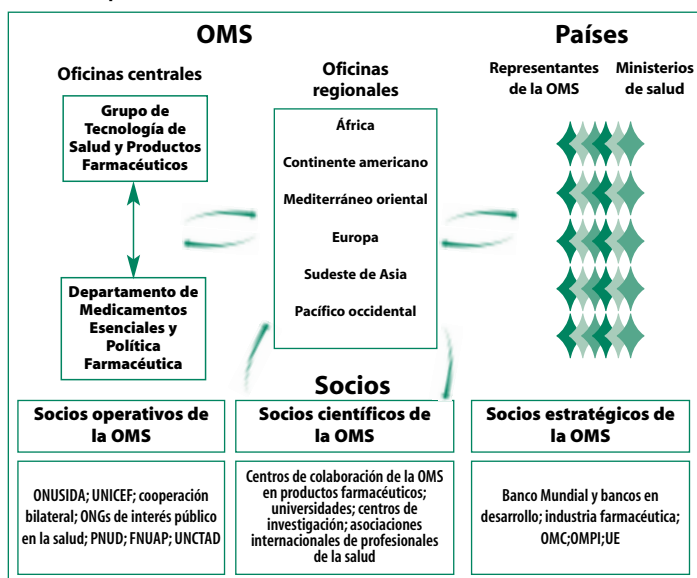 OMS
Países
Oficinas centrales
Oficinas
regionales
Representantes
de la OMS
Ministerios
de salud
Grupo de
Tecnología de
Salud y Productos
Farmacéuticos
Departamento de
Medicamentos
Esenciales y
Política
Farmacéutica
África
Continente americano
Mediterráneo oriental
Europa
Sudeste de Asia
Pacífico occidental
Socios
Socios operativos de
la OMS
ONUSIDA; UNICEF; cooperación
bilateral; ONGs de interés público
en la salud; PNUD; FNUAP; UNCTAD
Socios científicos de
la OMS
Centros de colaboración de la OMS
en productos farmacéuticos;
universidades; centros de
investigación; asociaciones
internacionales de profesionales
de la salud
Socios estratégicos de
la OMS
Banco Mundial y bancos en
desarrollo; industria farmacéutica;
OMC;OMPI;UE